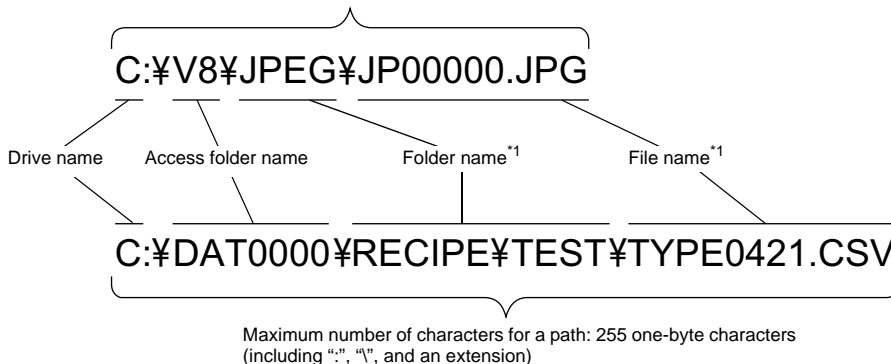 C:¥V8¥JPEG¥JP00000.JPG
Drive name Access folder name Folder name*1 File name*1
C:¥DAT0000¥RECIPE¥TEST¥TYPE0421.CSV
Maximum number of characters for a path: 255 one-byte characters
(including “:”, “\”, and an extension)